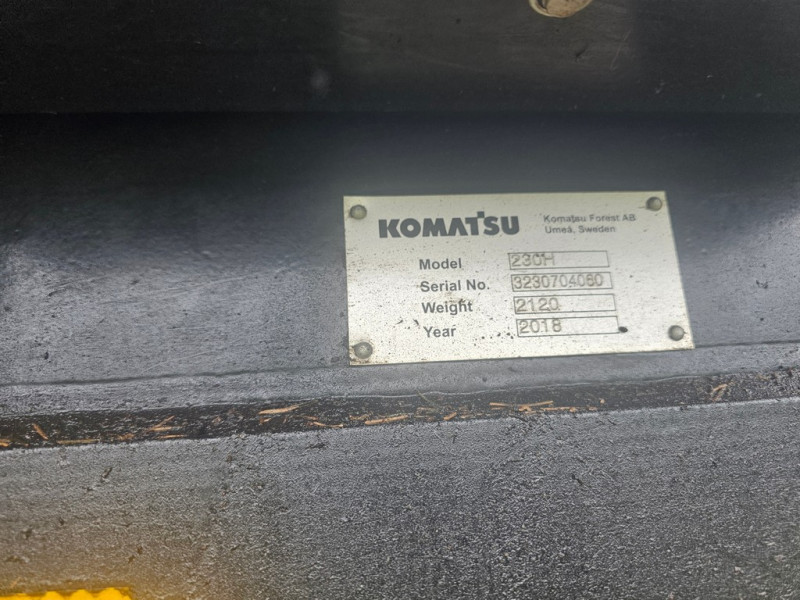 KOMATSU
Komatsu Forest AB
Umeå, Sweden
Model 230H
Serial No. 3230704080
Weight 2120
Year 2018